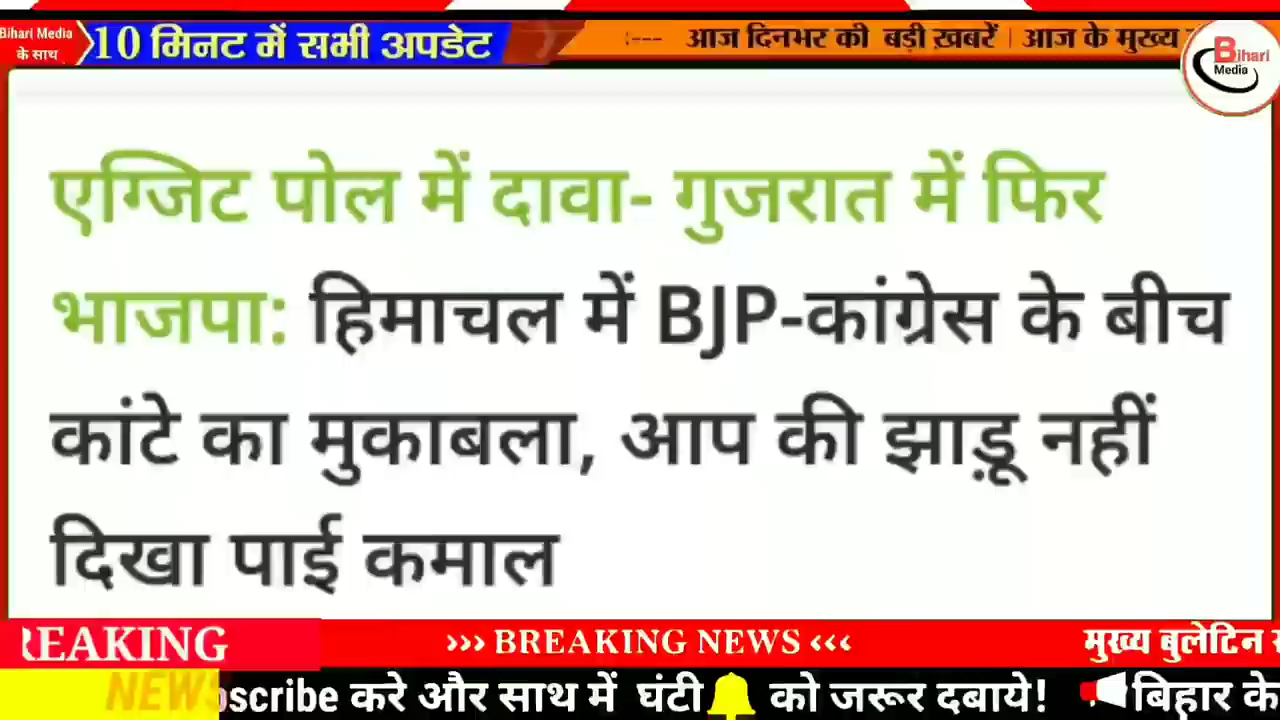 Bihari Media
के साथ
10 मिनट में सभी अपडेट
:--- आज दिनभर की बड़ी ख़बरें | आज के मुख्य
Bihari
Media
एग्जिट पोल में दावा- गुजरात में फिर
भाजपा: हिमाचल में BJP-कांग्रेस के बीच
कांटे का मुकाबला, आप की झाड़ू नहीं
दिखा पाई कमाल
REAKING
››› BREAKING NEWS ‹‹‹
मुख्य बुलेटिन
NEWS
bscribe करे और साथ में घंटी 🔔 को जरूर दबाये!
बिहार के